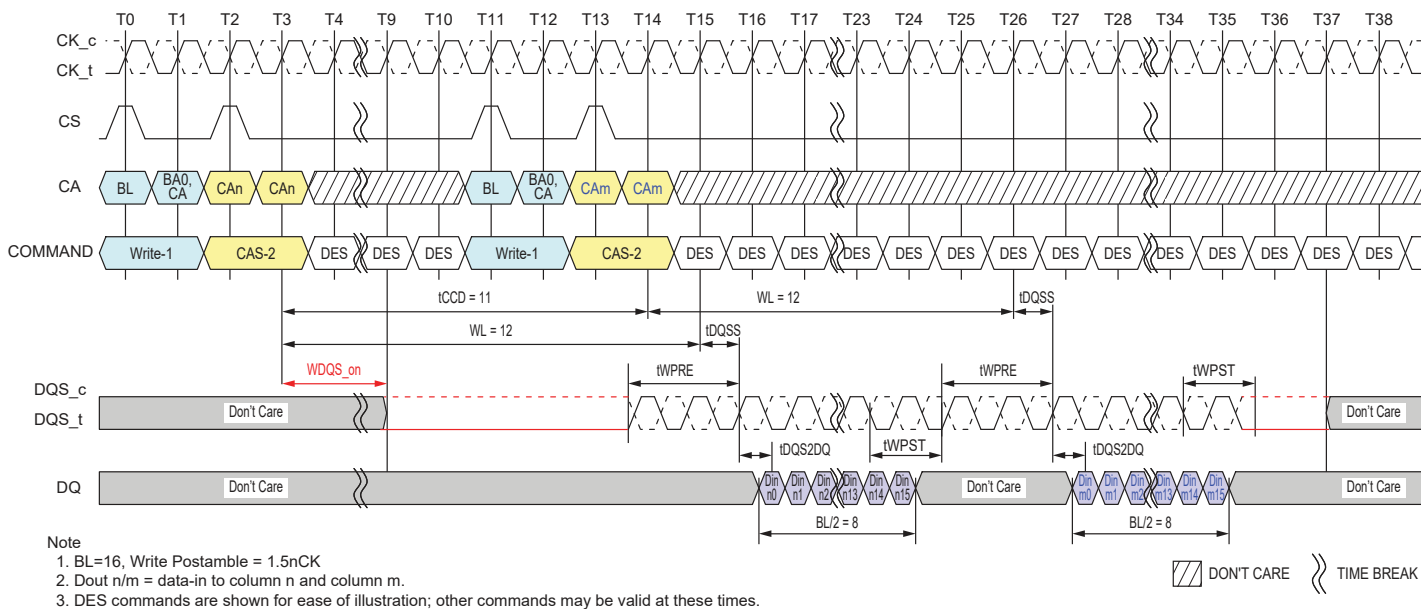 T0 T1 T2 T3 T4 T9 T10 T11 T12 T13 T14 T15 T16 T17 T23 T24 T25 T26 T27 T28 T34 T35 T36 T37 T38
CK_c
CK_t
CS
CA BL BA0, CA CAn CAn BL BA0, CA CAm CAm
COMMAND Write-1 CAS-2 DES DES DES Write-1 CAS-2 DES DES DES DES DES DES DES DES DES DES DES DES DES DES
tCCD = 11 WL = 12 tDQSS
WL = 12 tDQSS
WDQS_on tWPRE tWPRE tWPST
DQS_c
DQS_t Don't Care Don't Care
tDQS2DQ tWPST tDQS2DQ
DQ Don't Care Din n0 Din n1 Din n2 Din n13 Din n14 Din n15 Don't Care Din m0 Din m1 Din m2 Din m13 Din m14 Din m15 Don't Care
BL/2 = 8 BL/2 = 8
Note
1. BL=16, Write Postamble = 1.5nCK
2. Dout n/m = data-in to column n and column m.
3. DES commands are shown for ease of illustration; other commands may be valid at these times.
DON'T CARE TIME BREAK